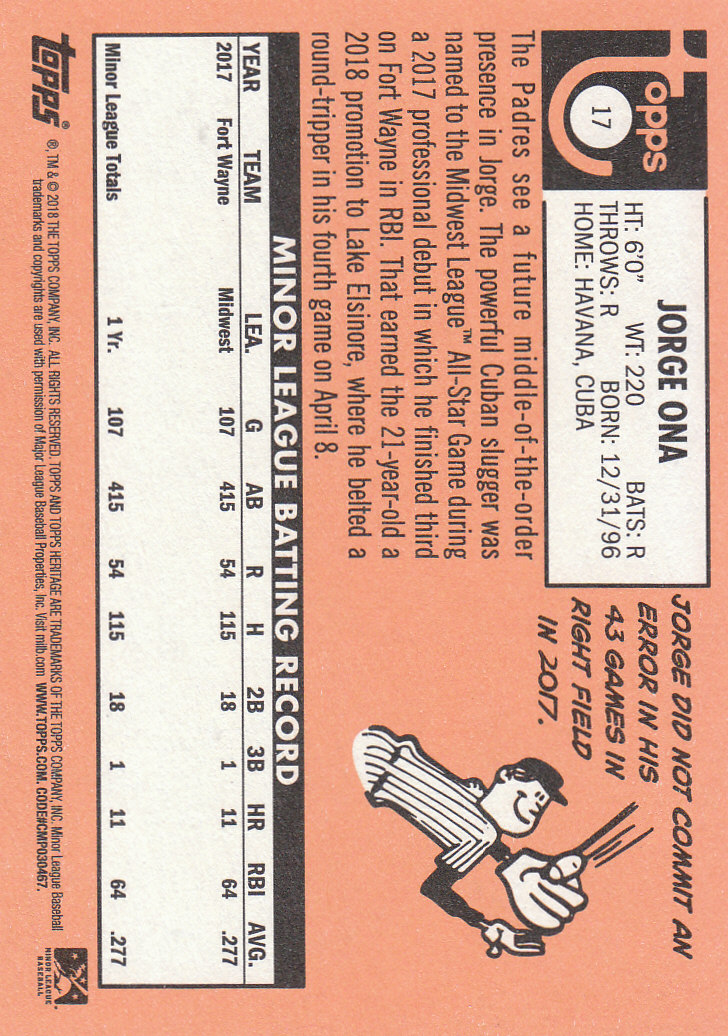 topps
17
JORGE ONA
HT: 6'0" WT: 220 BATS: R
THROWS: R BORN: 12/31/96
HOME: HAVANA, CUBA
JORGE DID NOT COMMIT AN
ERROR IN HIS
43 GAMES IN
RIGHT FIELD
IN 2017.
The Padres see a future middle-of-the-order
presence in Jorge. The powerful Cuban slugger was
named to the Midwest League™ All-Star Game during
a 2017 professional debut in which he finished third
on Fort Wayne in RBI. That earned the 21-year-old a
2018 promotion to Lake Elsinore, where he belted a
round-tripper in his fourth game on April 8.
MINOR LEAGUE BATTING RECORD
YEAR TEAM LEA. G AB R H 2B 3B HR RBI AVG.
2017 Fort Wayne Midwest 107 415 54 115 18 1 11 64 .277
Minor League Totals 1 Yr. 107 415 54 115 18 1 11 64 .277
topps®
®, TM & © 2018 THE TOPPS COMPANY, INC. ALL RIGHTS RESERVED. TOPPS AND TOPPS HERITAGE ARE TRADEMARKS OF THE TOPPS COMPANY, INC. Minor League Baseball
trademarks and copyrights are used with permission of Major League Baseball Properties, Inc. Visit milb.com WWW.TOPPS.COM. CODE#CMP030467.
MINOR LEAGUE
BASEBALL